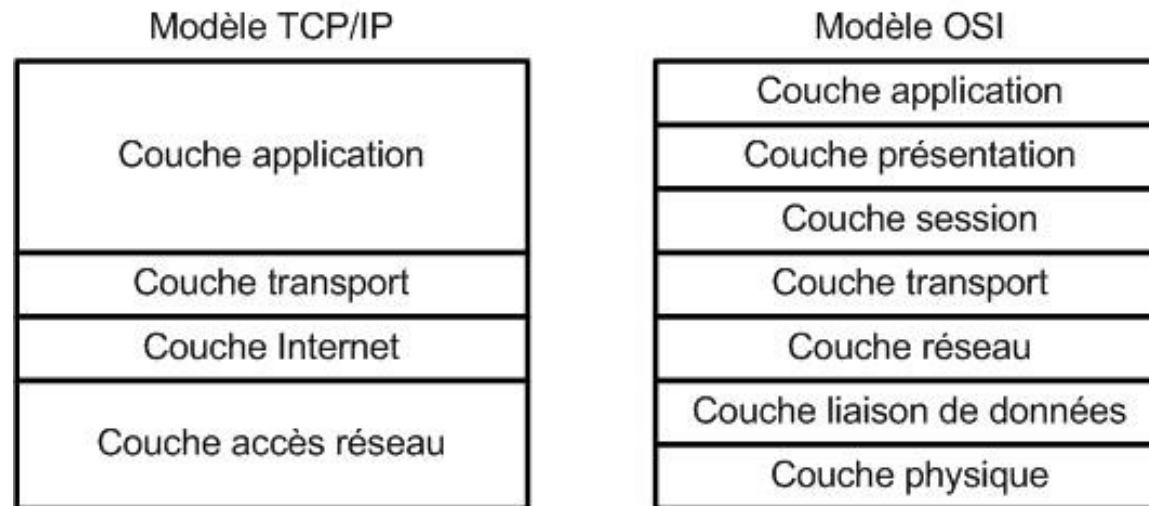 Modèle TCP/IP
Couche application
Couche transport
Couche Internet
Couche accès réseau
Modèle OSI
Couche application
Couche présentation
Couche session
Couche transport
Couche réseau
Couche liaison de données
Couche physique